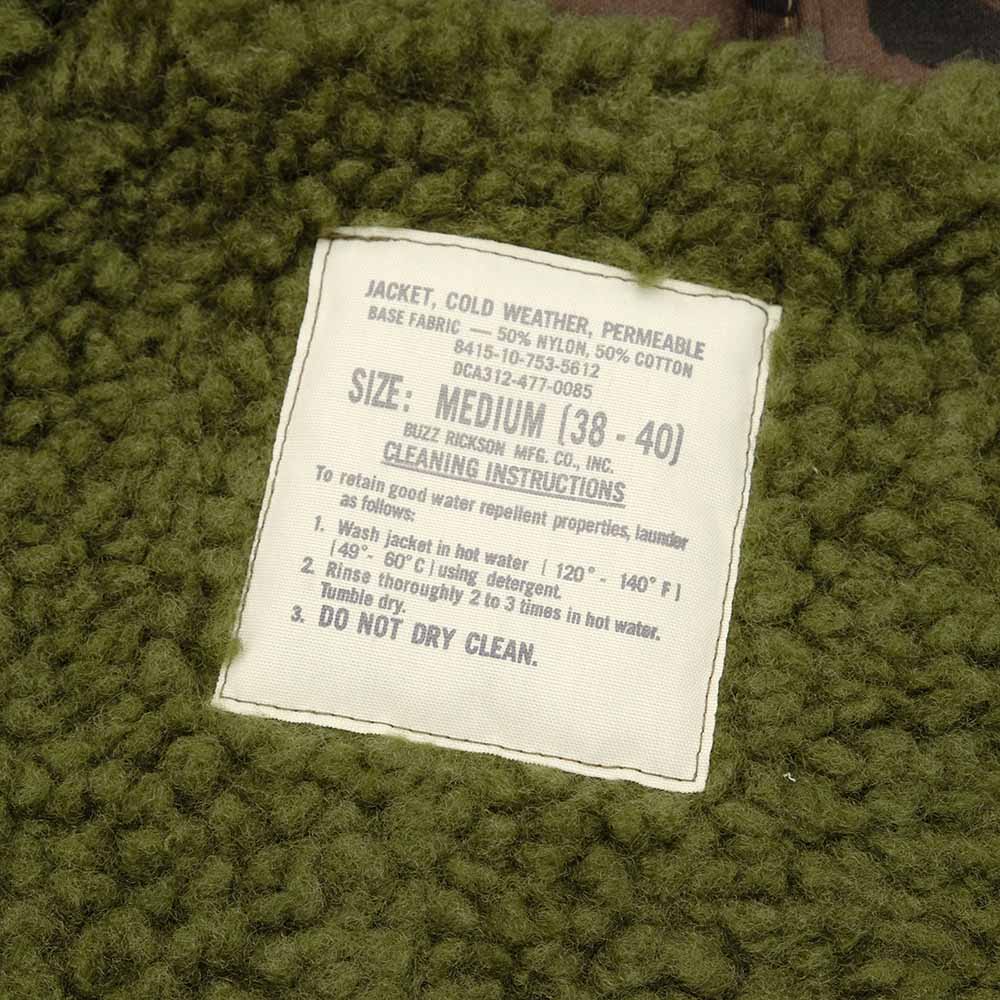 JACKET, COLD WEATHER, PERMEABLE
BASE FABRIC — 50% NYLON, 50% COTTON
8415-10-753-5612
DCA312-477-0085
SIZE: MEDIUM (38 - 40)
BUZZ RICKSON MFG. CO., INC.
CLEANING INSTRUCTIONS
To retain good water repellent properties, launder
as follows:
1. Wash jacket in hot water ( 120° - 140° F )
(49°- 60° C ) using detergent.
2. Rinse thoroughly 2 to 3 times in hot water.
Tumble dry.
3. DO NOT DRY CLEAN.